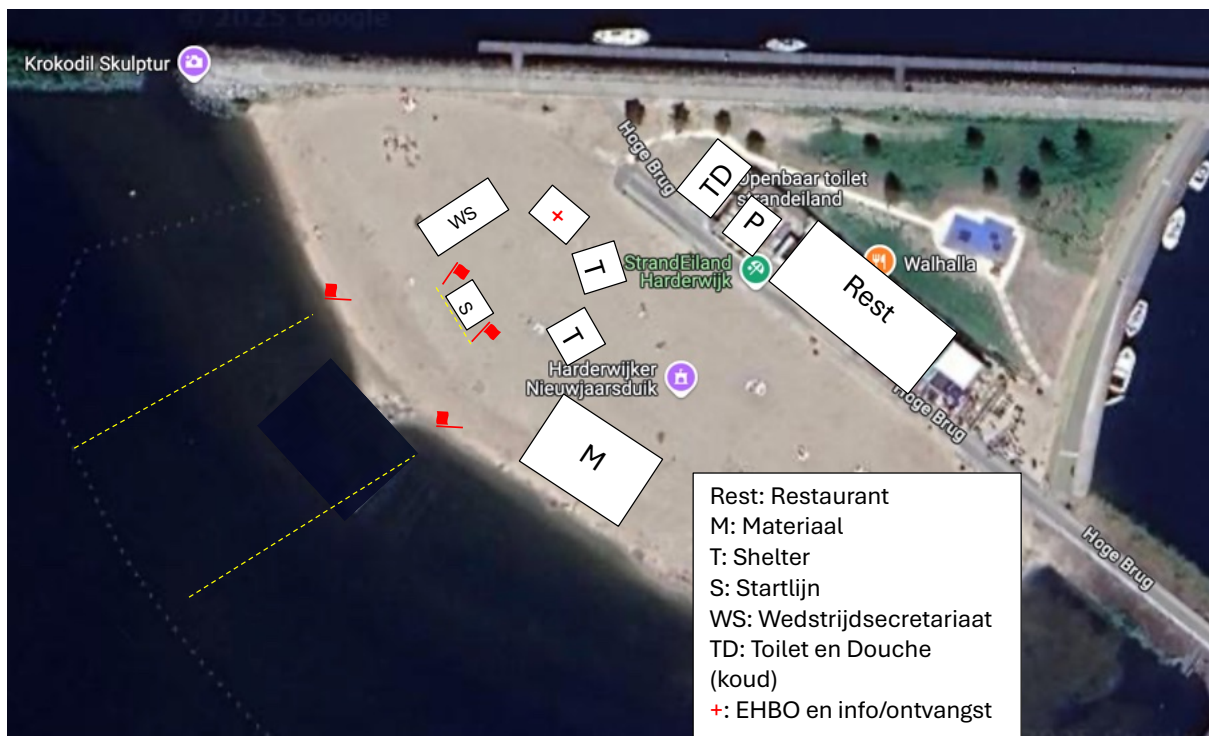 © 2025 Google
Krokodil Skulptur
Hoge Brug
TD
Openbaar toilet
strandeiland
P
WS
+
T
StrandEiland
Harderwijk
Walhalla
Rest
S
T
Harderwijker
Nieuwjaarsduik
Hoge Brug
M
Rest: Restaurant
M: Materiaal
T: Shelter
S: Startlijn
WS: Wedstrijdsecretariaat
TD: Toilet en Douche
(koud)
+: EHBO en info/ontvangst
Hoge Brug